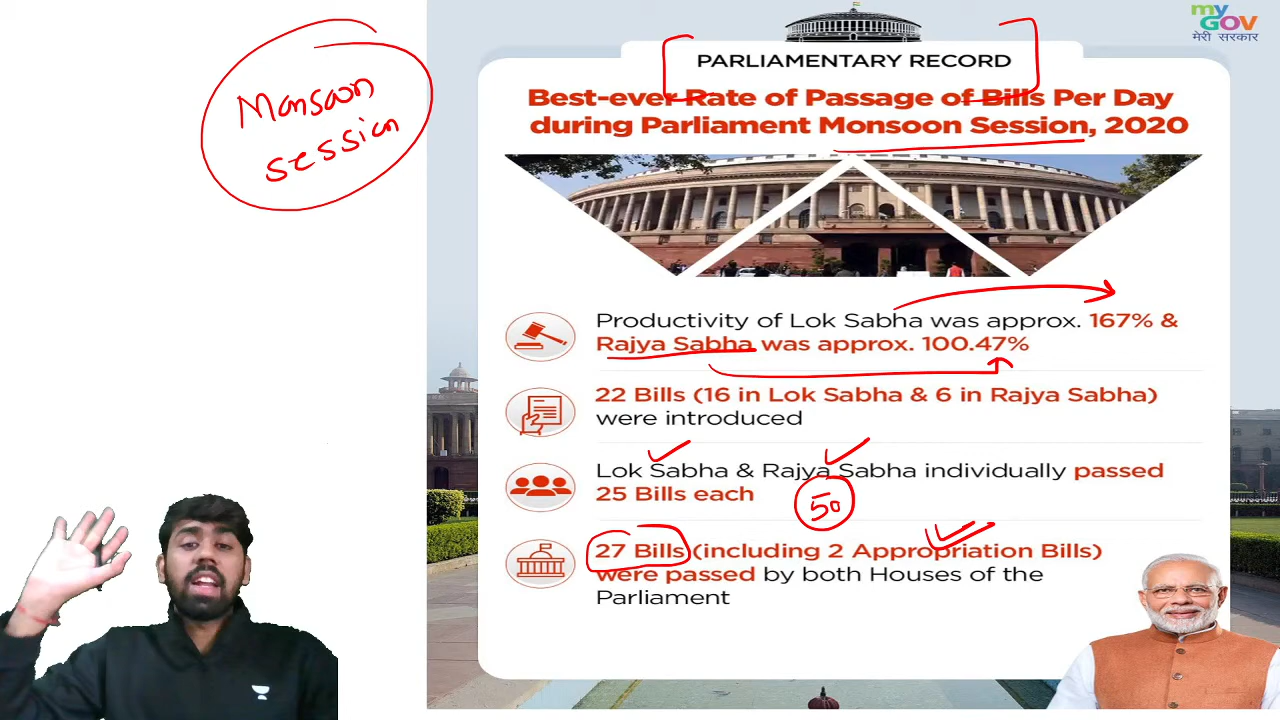 Monsoon
session
my
GOV
मेरी सरकार
PARLIAMENTARY RECORD
Best-ever Rate of Passage of Bills Per Day
during Parliament Monsoon Session, 2020
Productivity of Lok Sabha was approx. 167% &
Rajya Sabha was approx. 100.47%
22 Bills (16 in Lok Sabha & 6 in Rajya Sabha)
were introduced
Lok Sabha & Rajya Sabha individually passed
25 Bills each
50
27 Bills (including 2 Appropriation Bills)
were passed by both Houses of the
Parliament